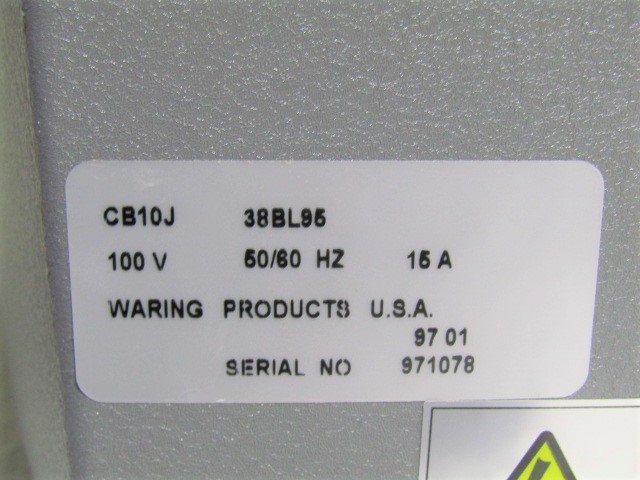 CB10J 38BL95
100 V 50/60 HZ 15 A
WARING PRODUCTS U.S.A.
97 01
SERIAL NO 971078